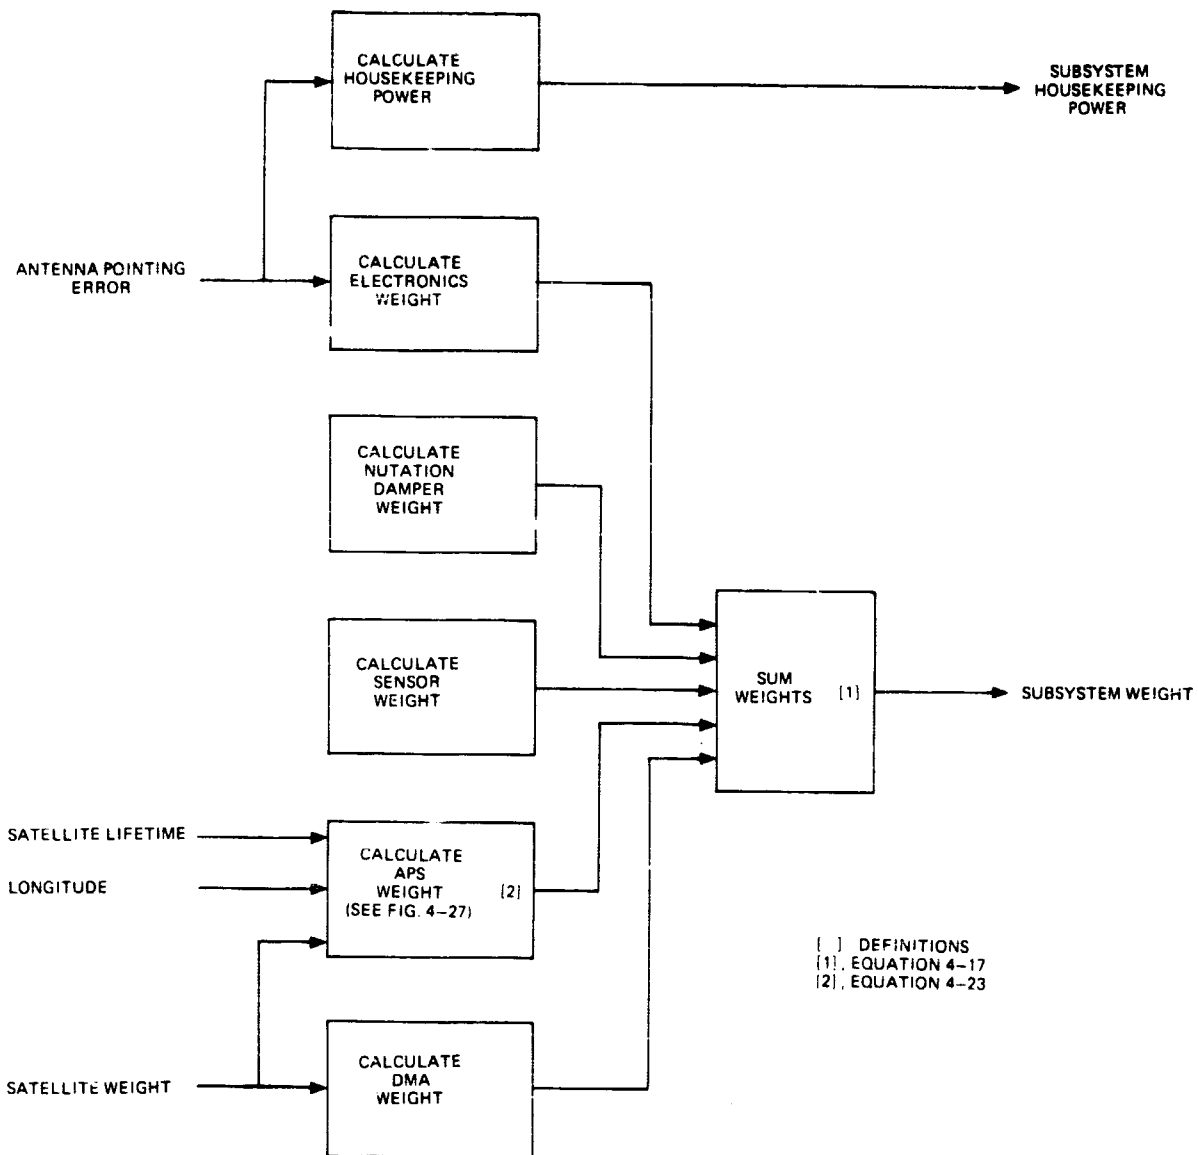 CALCULATE
HOUSEKEEPING
POWER
SUBSYSTEM
HOUSEKEEPING
POWER
ANTENNA POINTING
ERROR
CALCULATE
ELECTRONICS
WEIGHT
CALCULATE
NUTATION
DAMPER
WEIGHT
CALCULATE
SENSOR
WEIGHT
SUM
WEIGHTS [1]
SUBSYSTEM WEIGHT
SATELLITE LIFETIME
LONGITUDE
CALCULATE
APS
WEIGHT [2]
(SEE FIG. 4-27)
[ ] DEFINITIONS
[1], EQUATION 4-17
[2], EQUATION 4-23
SATELLITE WEIGHT
CALCULATE
DMA
WEIGHT